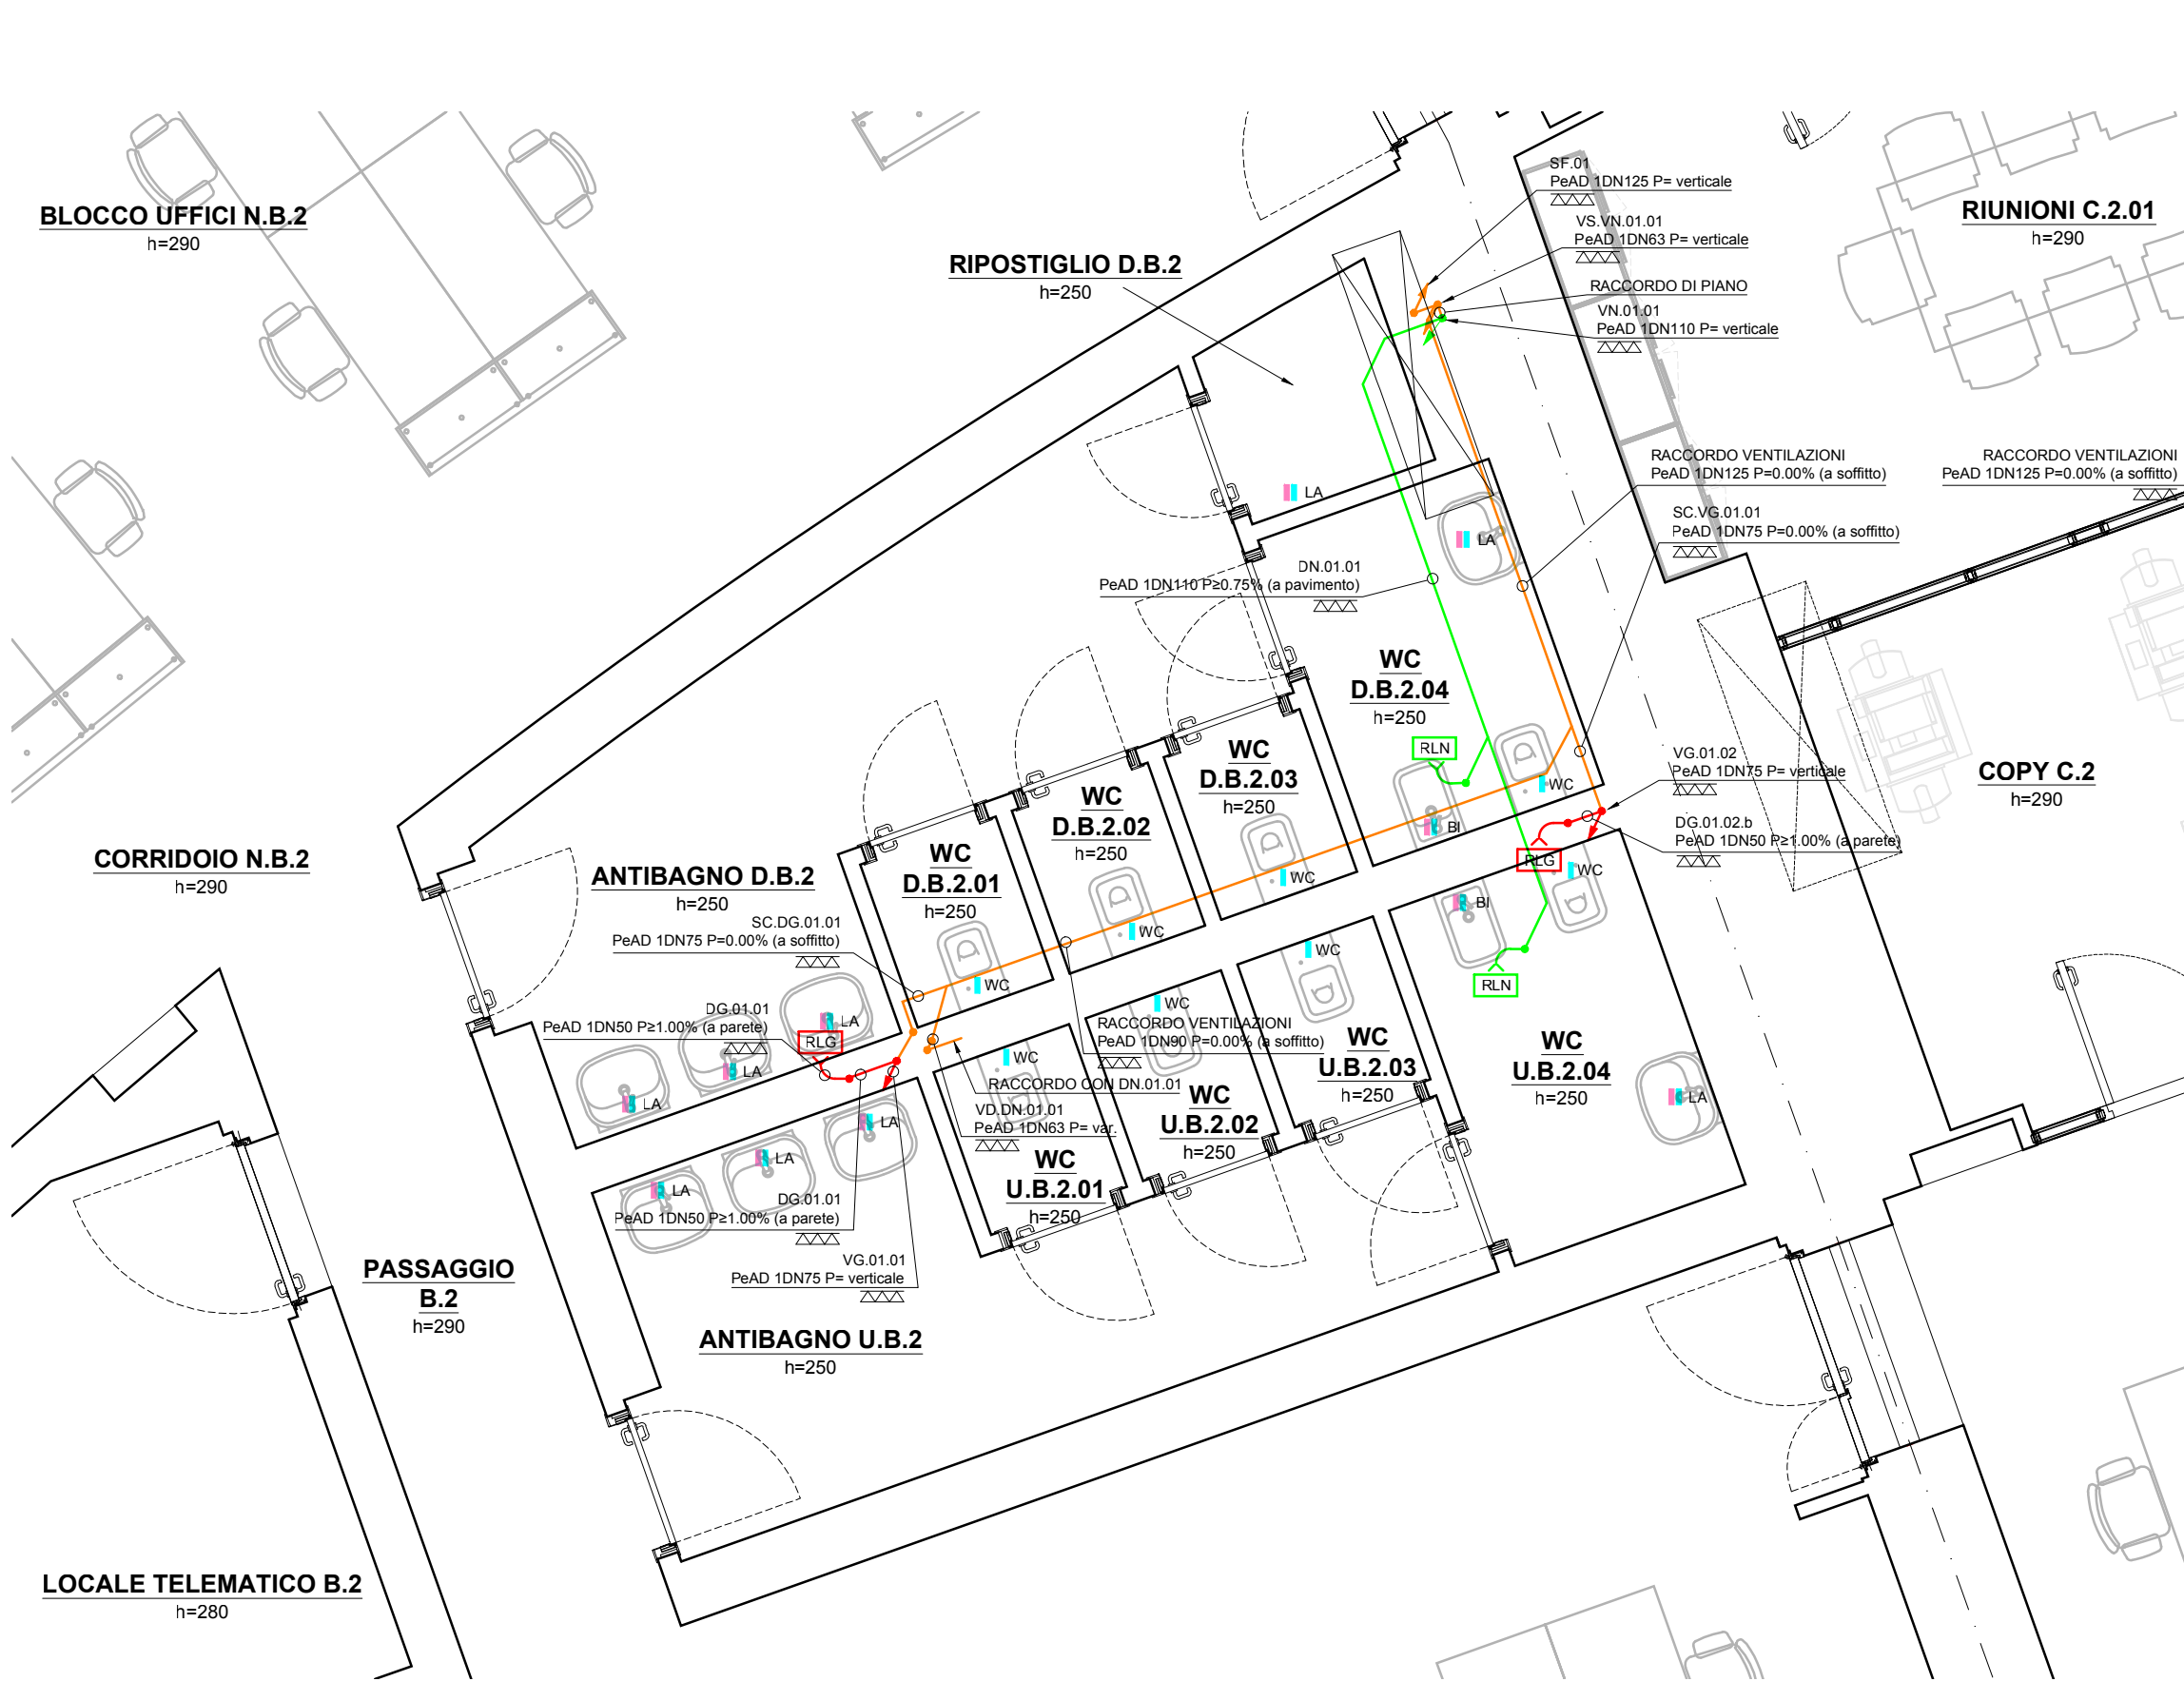 SF.01
PeAD 1DN125 P= verticale
VS.VN.01.01
PeAD 1DN63 P= verticale
RACCORDO DI PIANO
VN.01.01
PeAD 1DN110 P= verticale
BLOCCO UFFICI N.B.2
h=290
RIPOSTIGLIO D.B.2
h=250
RIUNIONI C.2.01
h=290
RACCORDO VENTILAZIONI
PeAD 1DN125 P=0.00% (a soffitto)
RACCORDO VENTILAZIONI
PeAD 1DN125 P=0.00% (a soffitto)
SC.VG.01.01
PeAD 1DN75 P=0.00% (a soffitto)
LA
LA
DN.01.01
PeAD 1DN110 P≥0.75% (a pavimento)
WC
D.B.2.04
h=250
RLN
WC
D.B.2.03
h=250
WC
D.B.2.02
h=250
WC
D.B.2.01
h=250
WC
BI
WC
WC
WC
VG.01.02
PeAD 1DN75 P= verticale
DG.01.02.b
PeAD 1DN50 P≥1.00% (a parete)
COPY C.2
h=290
RLG
WC
BI
RLN
CORRIDOIO N.B.2
h=290
ANTIBAGNO D.B.2
h=250
SC.DG.01.01
PeAD 1DN75 P=0.00% (a soffitto)
DG.01.01
PeAD 1DN50 P≥1.00% (a parete)
RLG
LA
LA
LA
WC
WC
WC
RACCORDO VENTILAZIONI
PeAD 1DN90 P=0.00% (a soffitto)
RACCORDO CON DN.01.01
VD.DN.01.01
PeAD 1DN63 P= var.
WC
U.B.2.03
h=250
WC
U.B.2.04
h=250
LA
WC
U.B.2.02
h=250
WC
U.B.2.01
h=250
LA
LA
LA
DG.01.01
PeAD 1DN50 P≥1.00% (a parete)
VG.01.01
PeAD 1DN75 P= verticale
PASSAGGIO
B.2
h=290
ANTIBAGNO U.B.2
h=250
LOCALE TELEMATICO B.2
h=280